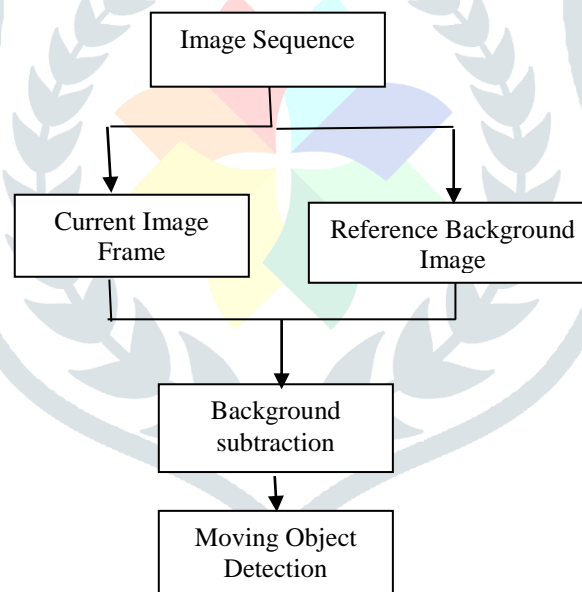 Image Sequence
Current Image
Frame
Reference Background
Image
Background
subtraction
Moving Object
Detection